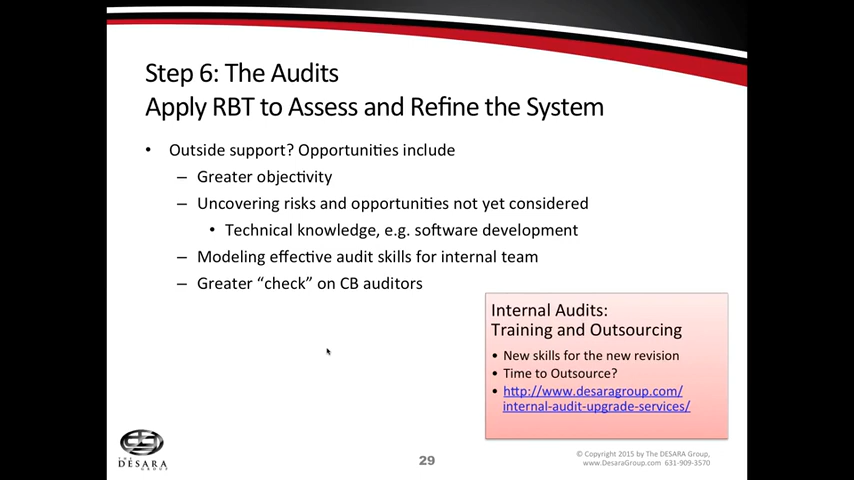 Step 6: The Audits
Apply RBT to Assess and Refine the System
• Outside support? Opportunities include
– Greater objectivity
– Uncovering risks and opportunities not yet considered
• Technical knowledge, e.g. software development
– Modeling effective audit skills for internal team
– Greater “check” on CB auditors
Internal Audits:
Training and Outsourcing
• New skills for the new revision
• Time to Outsource?
• http://www.desaragroup.com/
internal-audit-upgrade-services/
THE
DESARA
GROUP
29
© Copyright 2015 by The DESARA Group,
www.DesaraGroup.com 631-909-3570